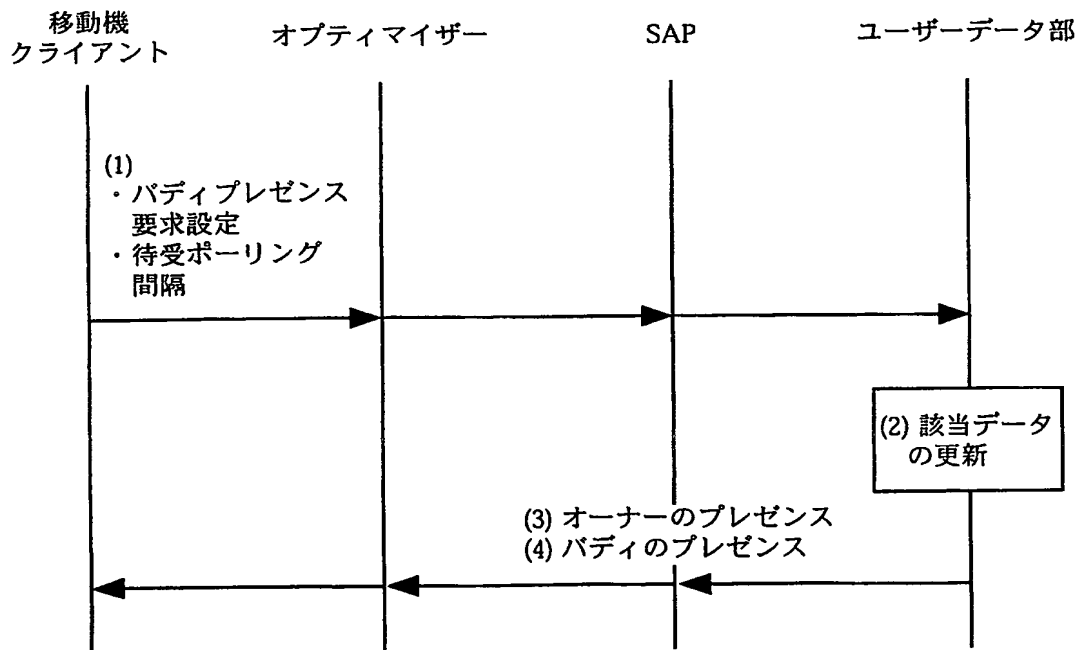 移動機
クライアント
オプティマイザー
SAP
ユーザーデータ部
(1)
・バディプレゼンス
要求設定
・待受ポーリング
間隔
(2) 該当データ
の更新
(3) オーナーのプレゼンス
(4) バディのプレゼンス